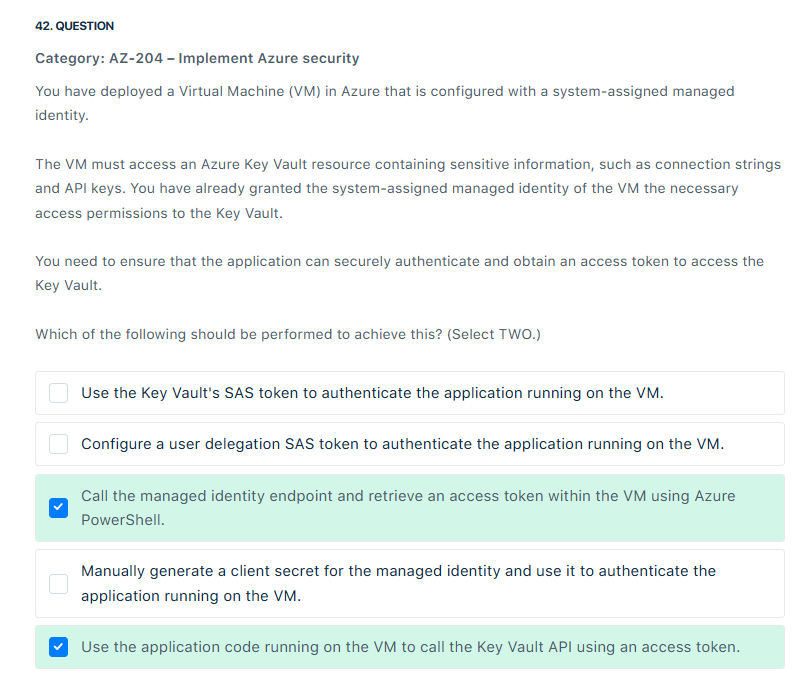 42. QUESTION
Category: AZ-204 – Implement Azure security
You have deployed a Virtual Machine (VM) in Azure that is configured with a system-assigned managed
identity.
The VM must access an Azure Key Vault resource containing sensitive information, such as connection strings
and API keys. You have already granted the system-assigned managed identity of the VM the necessary
access permissions to the Key Vault.
You need to ensure that the application can securely authenticate and obtain an access token to access the
Key Vault.
Which of the following should be performed to achieve this? (Select TWO.)
Use the Key Vault's SAS token to authenticate the application running on the VM.
Configure a user delegation SAS token to authenticate the application running on the VM.
Call the managed identity endpoint and retrieve an access token within the VM using Azure
PowerShell.
Manually generate a client secret for the managed identity and use it to authenticate the
application running on the VM.
Use the application code running on the VM to call the Key Vault API using an access token.